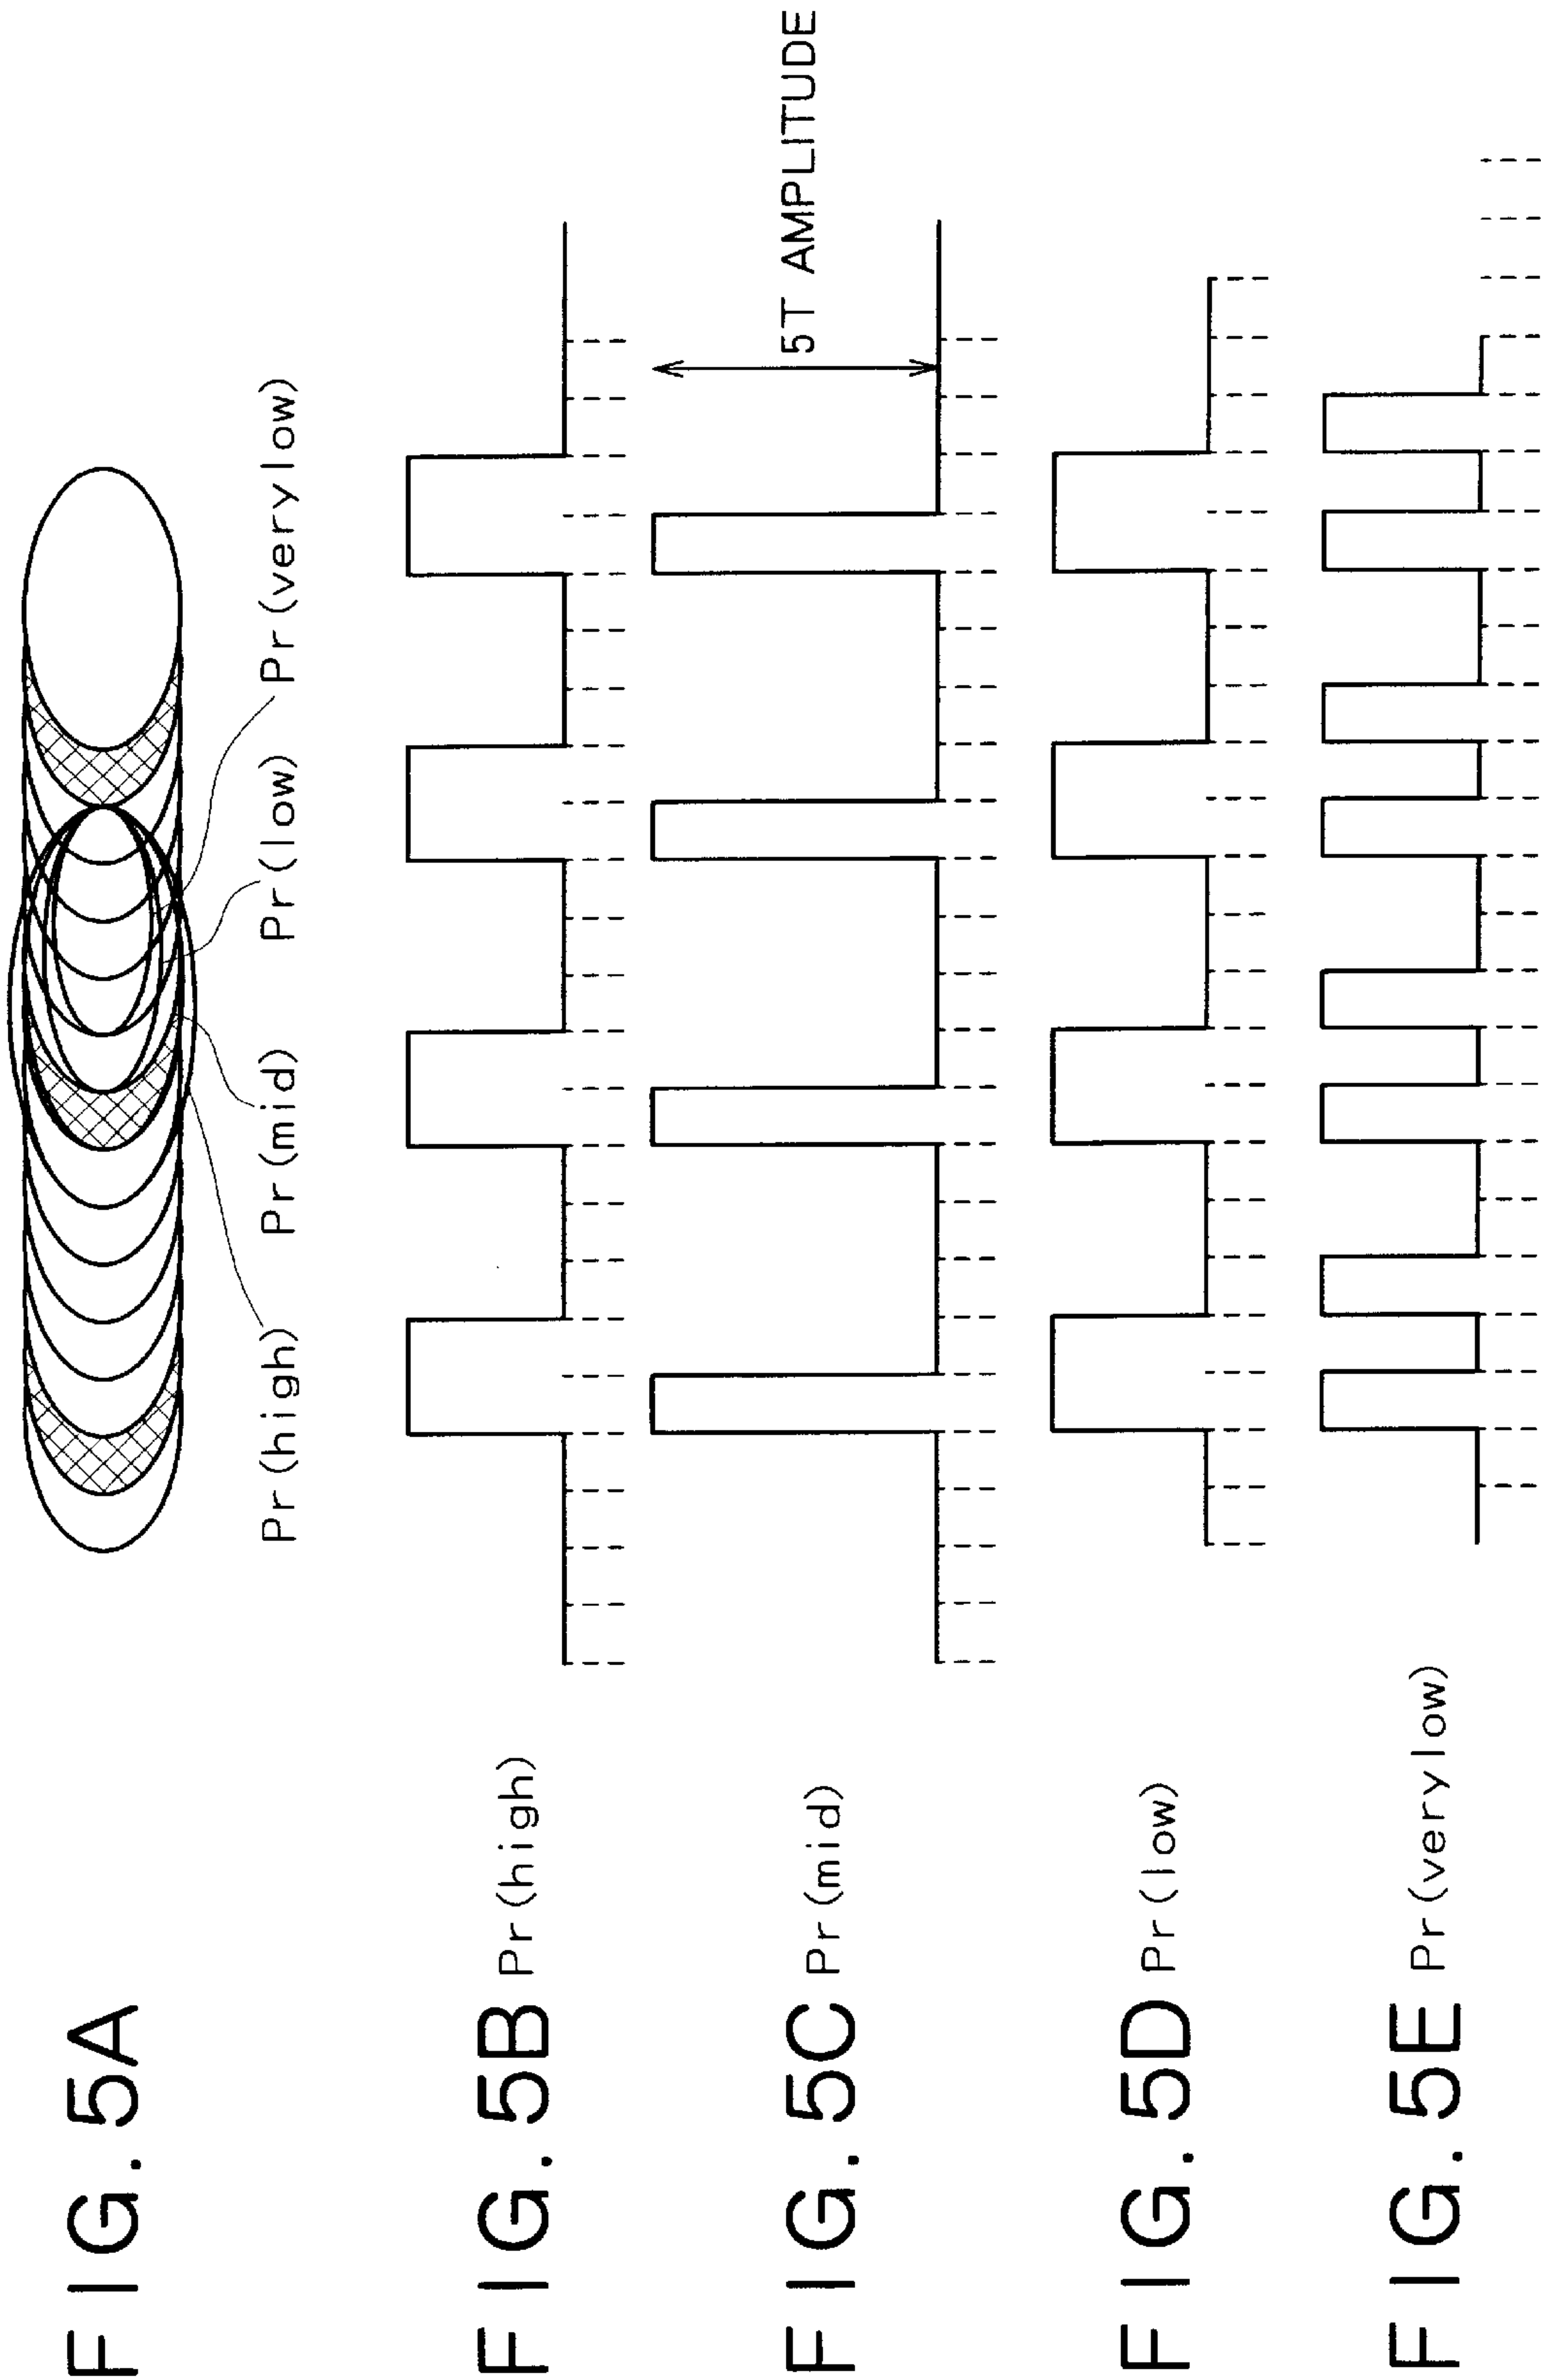 FIG. 5A
Pr(high) Pr(mid) Pr(low) Pr(verylow)
FIG. 5B Pr(high)
FIG. 5C Pr(mid)
5T AMPLITUDE
FIG. 5D Pr(low)
FIG. 5E Pr(verylow)